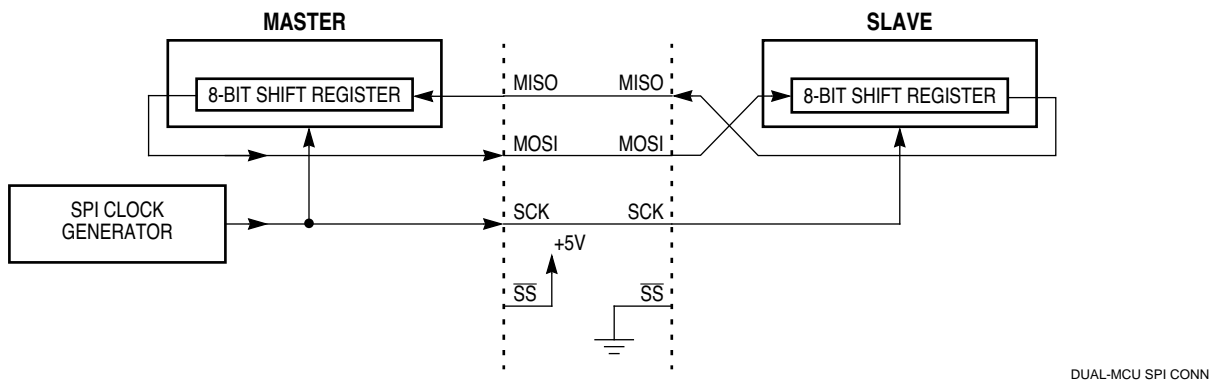 MASTER
SLAVE
8-BIT SHIFT REGISTER
MISO
MISO
8-BIT SHIFT REGISTER
MOSI
MOSI
SPI CLOCK
GENERATOR
SCK
SCK
+5V
SS
SS
DUAL-MCU SPI CONN